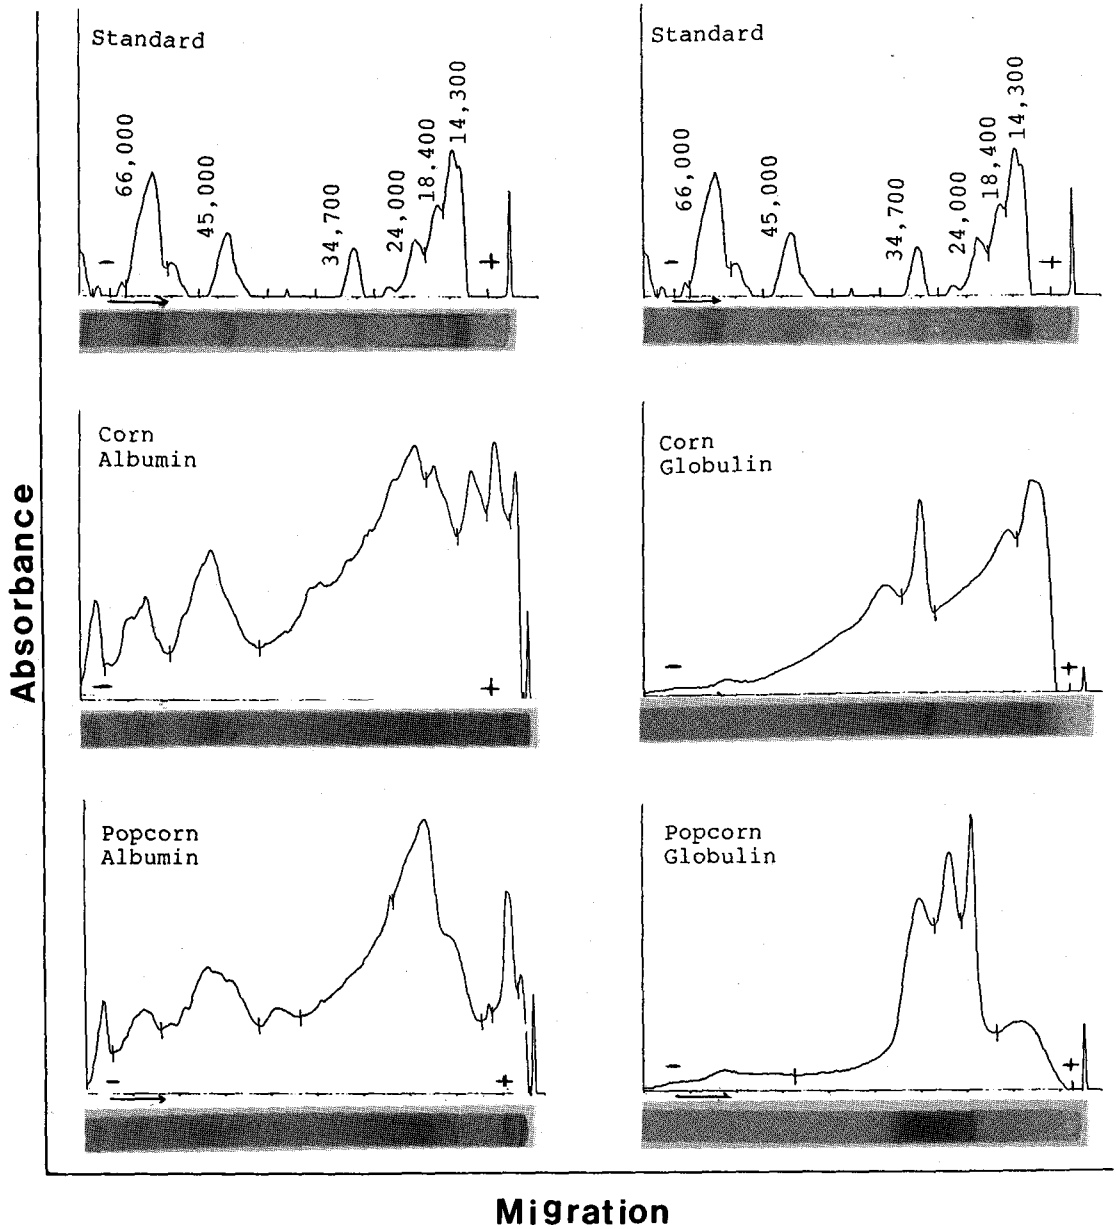 Standard
66,000
45,000
34,700
24,000
18.400
14,300
-
+
Standard
66,000
45,000
34,700
24,000
18,400
14,300
-
+
Corn
Albumin
-
+
Corn
Globulin
-
+
Popcorn
Albumin
-
+
Popcorn
Globulin
-
+
Absorbance
Migration